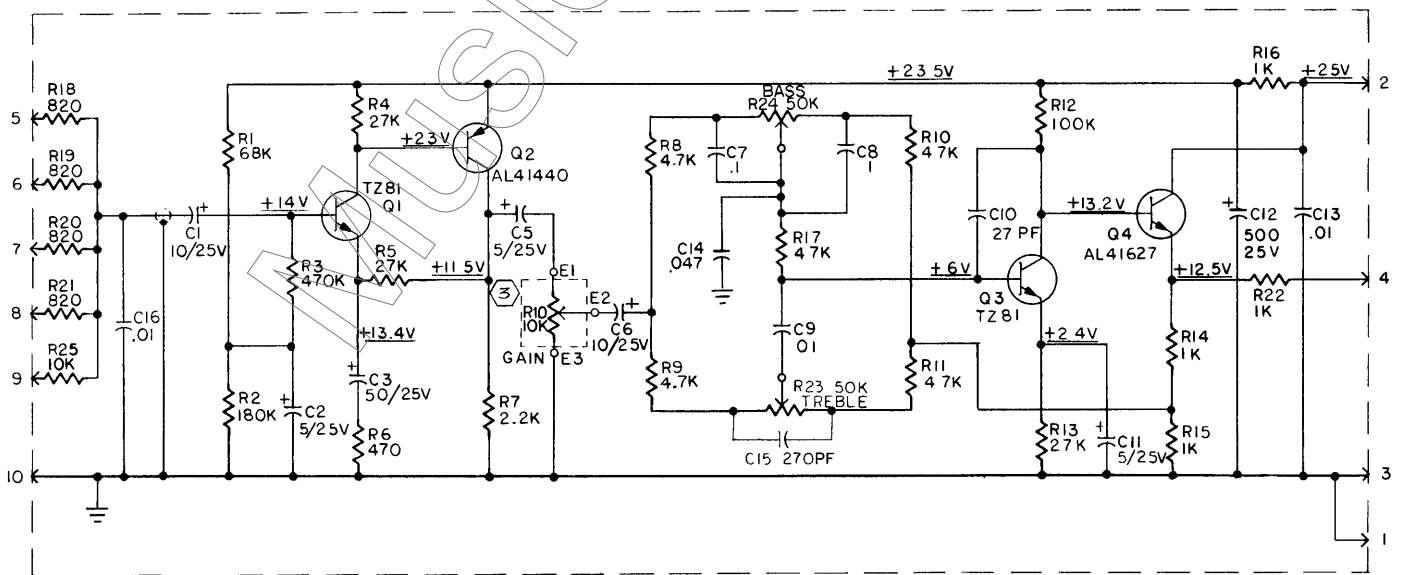 R18
820
5
R19
820
6
R20
820
7
R21
820
8
R25
10K
9
10
C16
.01
C1
10/25V
R1
68K
R2
180K
+14V
R3
470K
C2
5/25V
R4
27K
TZ81
Q1
+23V
Q2
AL41440
R5
27K
+11.5V
+13.4V
C3
50/25V
R6
470
C5
5/25V
3
E1
R10
10K
E2
GAIN
E3
R7
2.2K
C6
10/25V
R8
4.7K
R9
4.7K
C7
.1
BASS
R24 50K
C8
1
C14
.047
R17
47K
C9
01
R23 50K
TREBLE
C15 270PF
R10
47K
R11
47K
+23 5V
C10
27 PF
+6V
R12
100K
Q3
TZ81
+2.4V
R13
27K
C11
5/25V
+13.2V
Q4
AL41627
+12.5V
R14
1K
R15
1K
R22
1K
C12
500
25V
C13
.01
R16
1K
+25V
2
4
3
1
Music